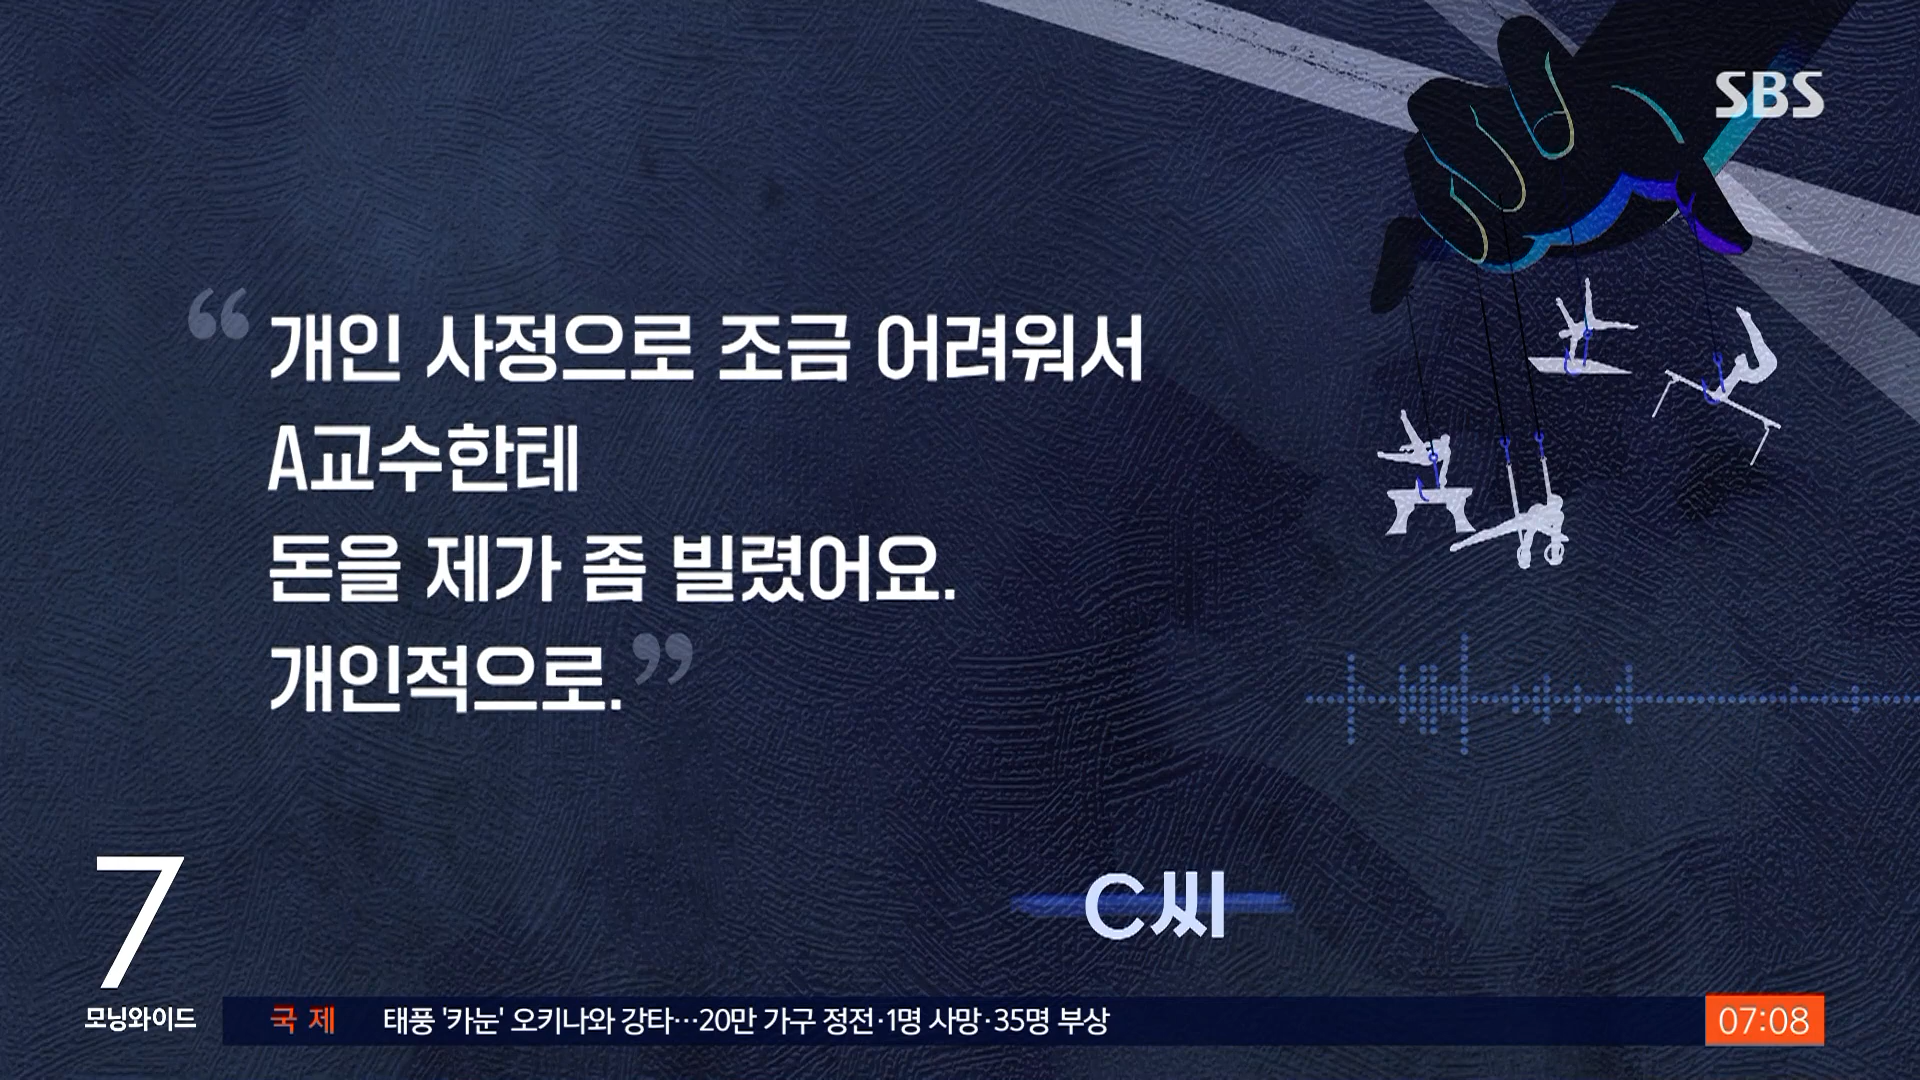 SBS
“개인 사정으로 조금 어려워서
A교수한테
돈을 제가 좀 빌렸어요.
개인적으로.”
C씨
7
모닝와이드
국제 태풍 '카눈' 오키나와 강타…20만 가구 정전·1명 사망·35명 부상 07:08